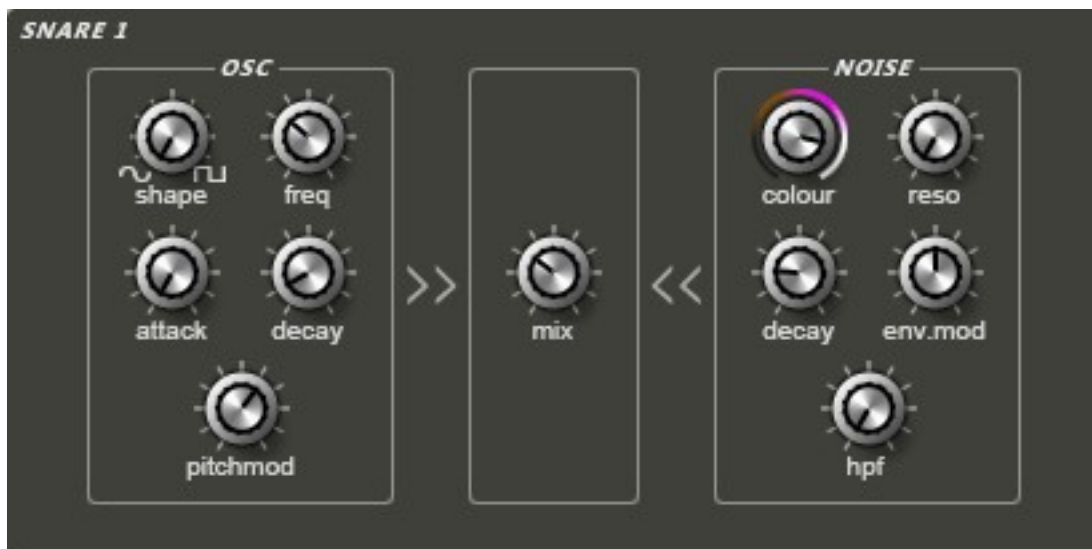 SNARE 1
OSC
NOISE
shape
freq
colour
reso
attack
decay
mix
decay
env.mod
pitchmod
hpf